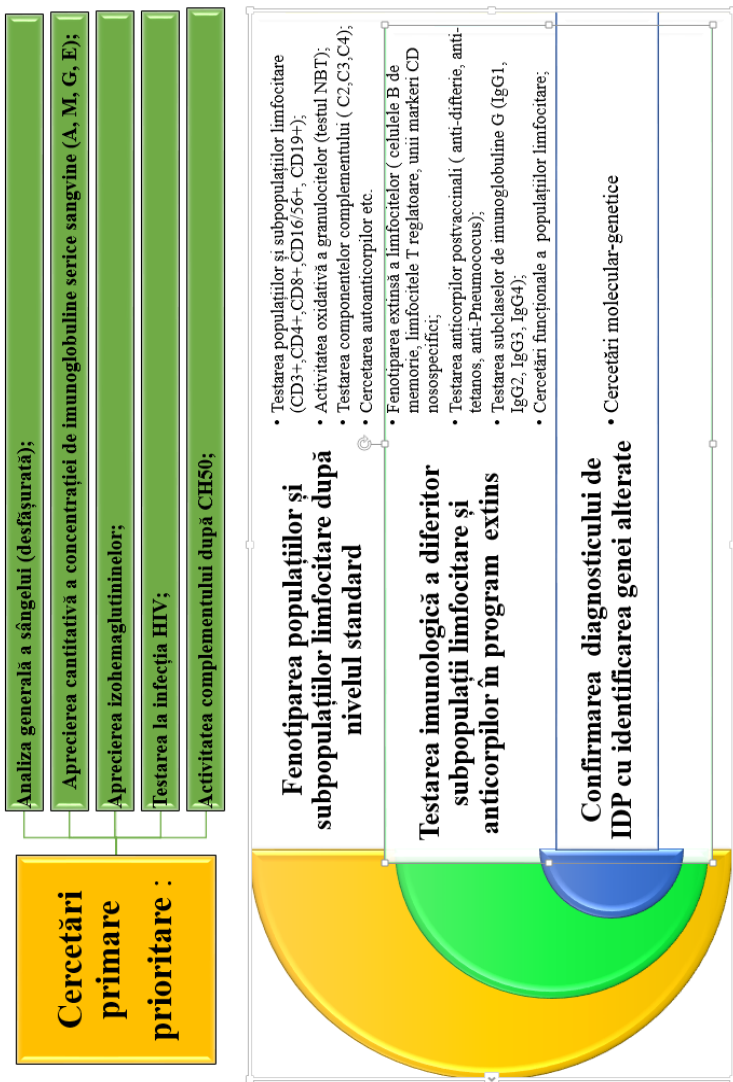 Cercetări
primare
prioritare :
Analiza generală a sângelui (desfășurată);
Aprecierea cantitativă a concentrației de imunoglobuline serice sangvine (A, M, G, E);
Aprecierea izohemaglutininelor;
Testarea la infecția HIV;
Activitatea complementului după CH50;
Fenotiparea populațiilor și
subpopulațiilor limfocitare după
nivelul standard
• Testarea populațiilor și subpopulațiilor limfocitare
(CD3+,CD4+,CD8+,CD16/56+, CD19+);
• Activitatea oxidativă a granulocitelor (testul NBT);
• Testarea componentelor complementului ( C2,C3,C4);
• Cercetarea autoanticorpilor etc.
Testarea imunologică a diferitor
subpopulații limfocitare și
anticorpilor în program extins
• Fenotiparea extinsă a limfocitelor ( celulele B de
memorie, limfocitele T reglatoare, unii markeri CD
nosospecifici;
• Testarea anticorpilor postvaccinali ( anti-difterie, anti-
tetanos, anti-Pneumococus);
• Testarea subclaselor de imunoglobuline G (IgG1,
IgG2, IgG3, IgG4);
• Cercetări funcționale a populațiilor limfocitare;
Confirmarea diagnosticului de
IDP cu identificarea genei alterate
• Cercetări molecular-genetice